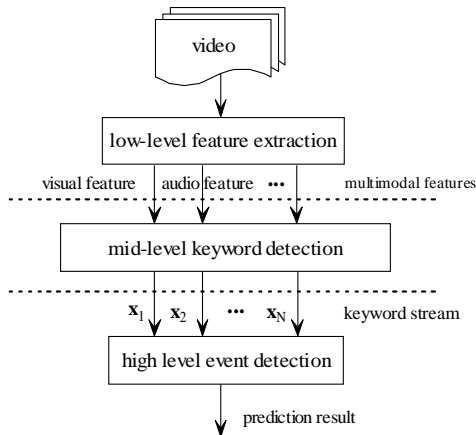 video
low-level feature extraction
visual feature audio feature ••• multimodal features
mid-level keyword detection
x1 x2 ••• xN keyword stream
high level event detection
prediction result